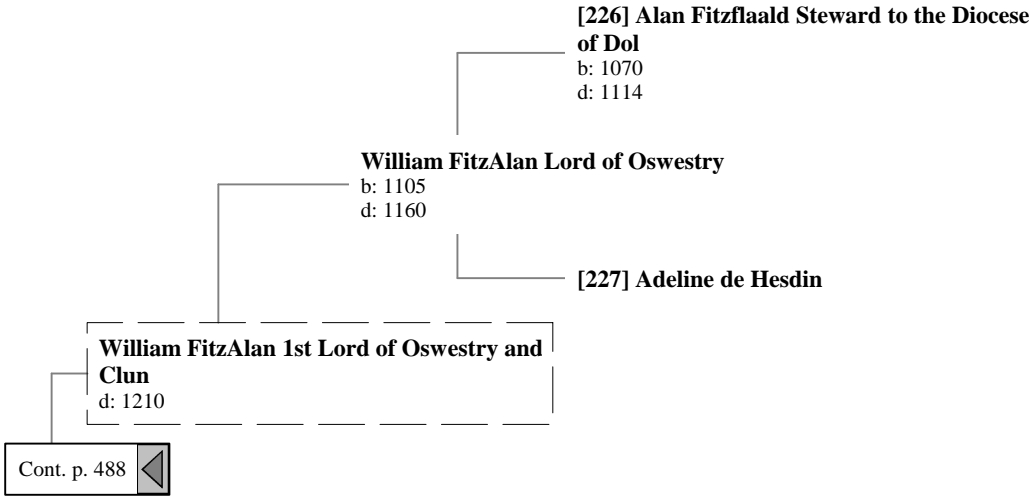 [226] Alan Fitzflaald Steward to the Diocese
of Dol
b: 1070
d: 1114
William FitzAlan Lord of Oswestry
b: 1105
d: 1160
[227] Adeline de Hesdin
William FitzAlan 1st Lord of Oswestry and
Clun
d: 1210
Cont. p. 488